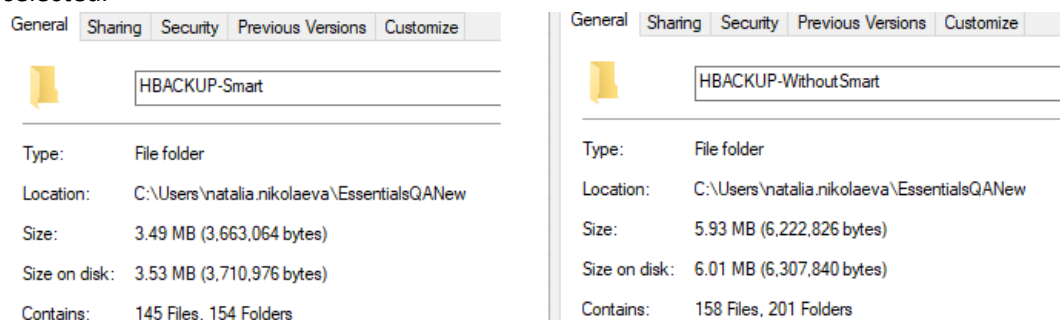 General Sharing Security Previous Versions Customize
HBACKUP-Smart
Type: File folder
Location: C:\Users\natalia.nikolaeva\EssentialsQANew
Size: 3.49 MB (3,663,064 bytes)
Size on disk: 3.53 MB (3,710,976 bytes)
Contains: 145 Files, 154 Folders
General Sharing Security Previous Versions Customize
HBACKUP-WithoutSmart
Type: File folder
Location: C:\Users\natalia.nikolaeva\EssentialsQANew
Size: 5.93 MB (6,222,826 bytes)
Size on disk: 6.01 MB (6,307,840 bytes)
Contains: 158 Files, 201 Folders